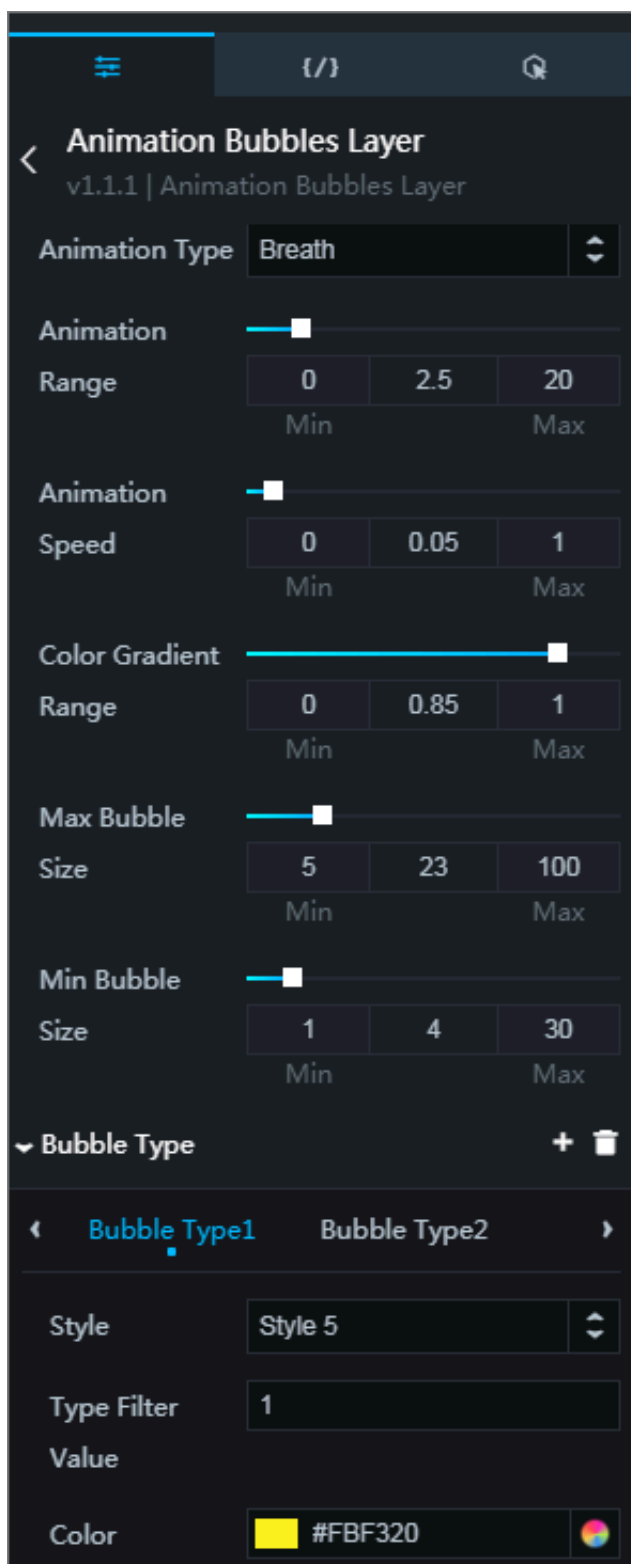 {/}
Animation Bubbles Layer
v1.1.1 | Animation Bubbles Layer
Animation Type Breath
Animation
Range 0 2.5 20
Min Max
Animation
Speed 0 0.05 1
Min Max
Color Gradient
Range 0 0.85 1
Min Max
Max Bubble
Size 5 23 100
Min Max
Min Bubble
Size 1 4 30
Min Max
Bubble Type +
Bubble Type1 Bubble Type2
Style Style 5
Type Filter 1
Value
Color #FBF320